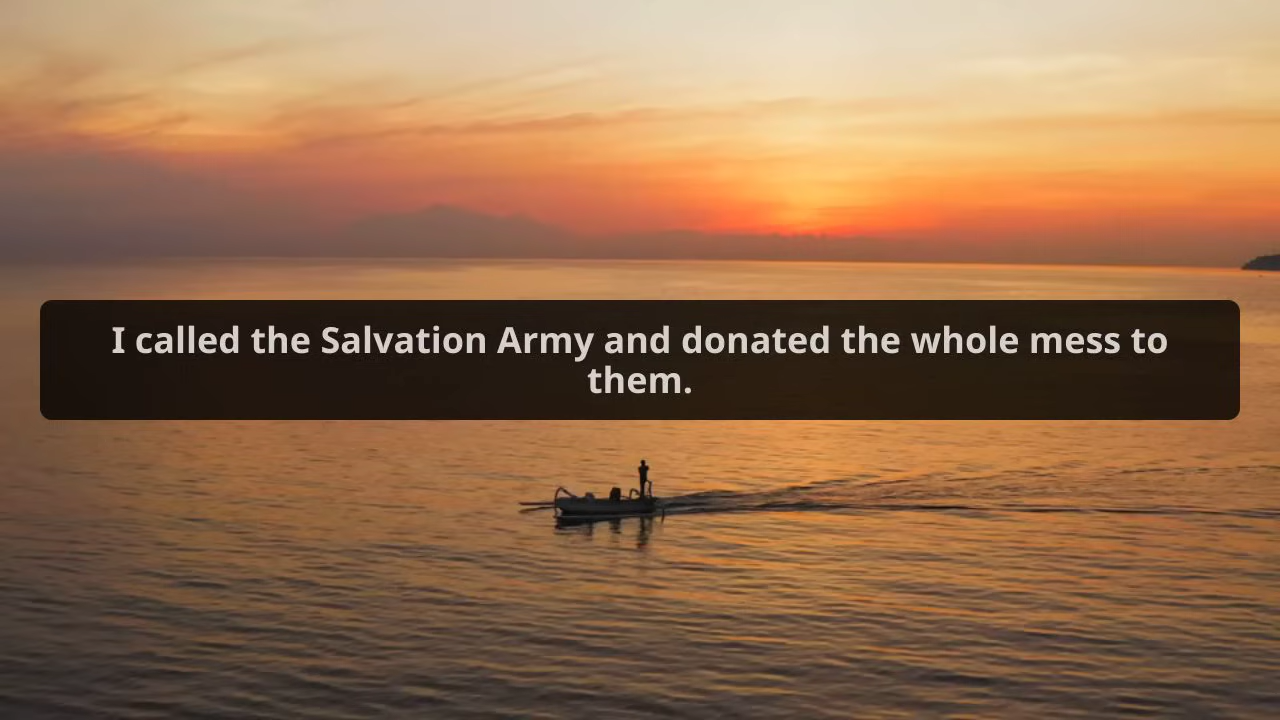 I called the Salvation Army and donated the whole mess to
them.